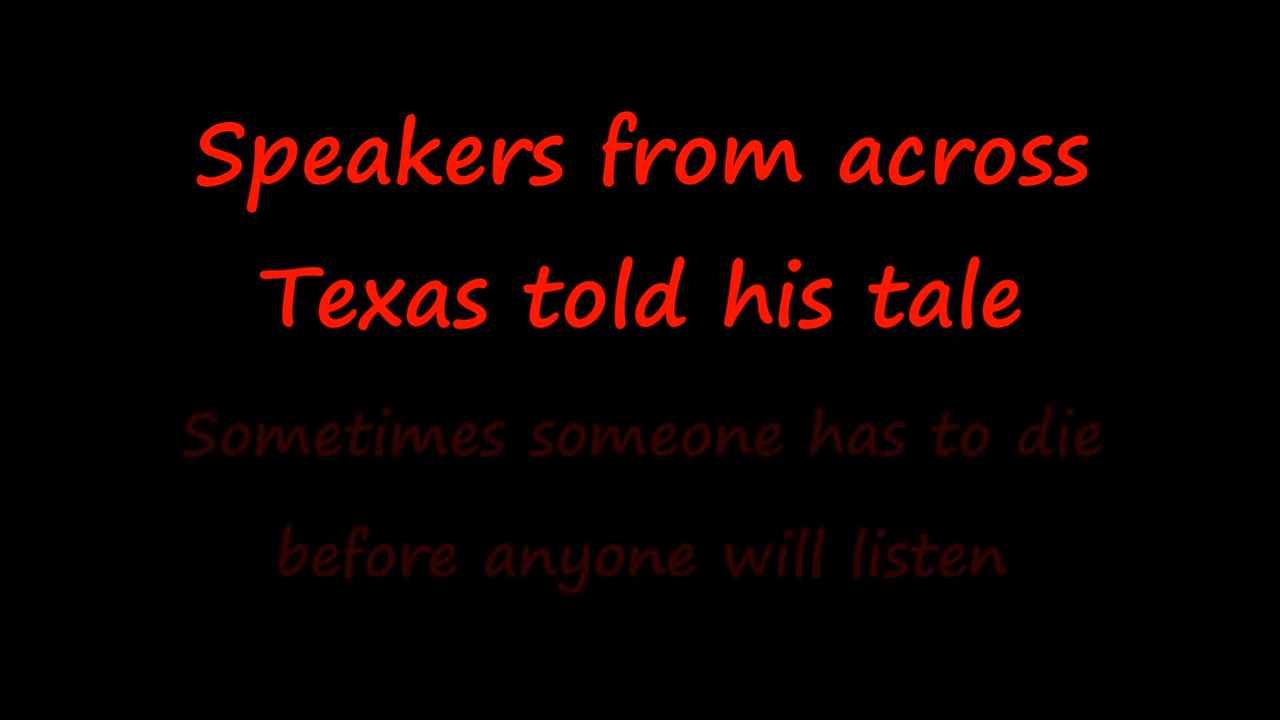 Speakers from across
Texas told his tale
Sometimes someone has to die
before anyone will listen